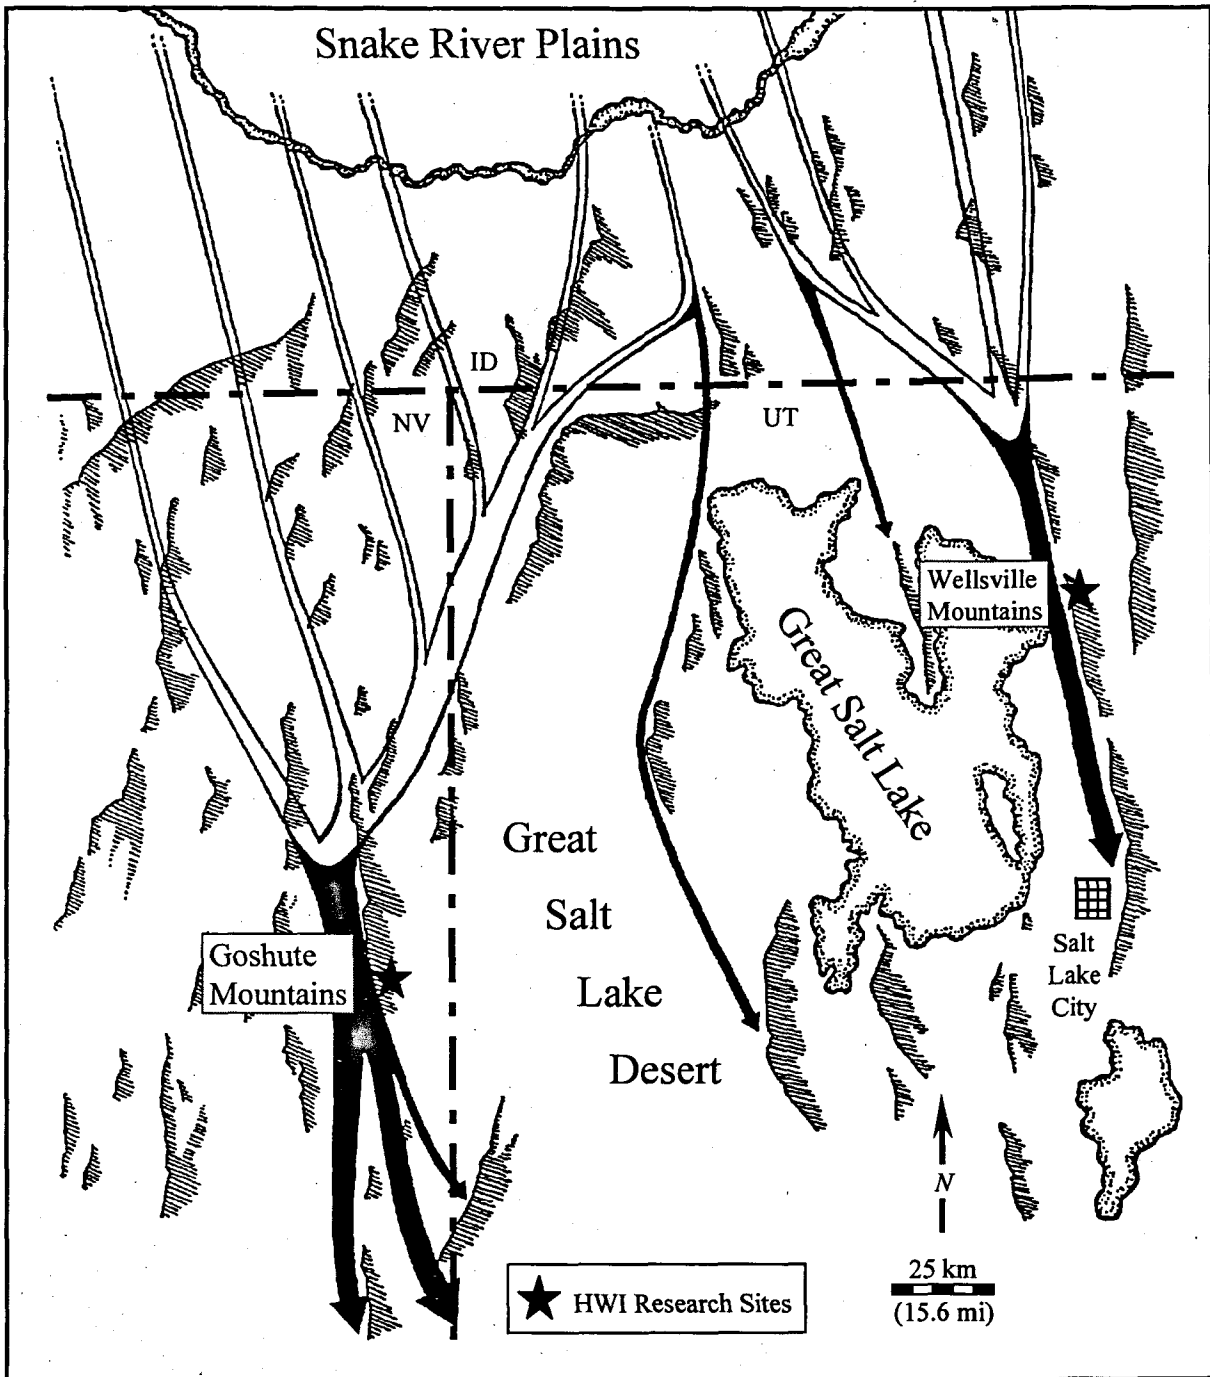 Snake River Plains
ID
NV
UT
Wellsville
Mountains
Great Salt Lake
Great
Salt
Lake
Desert
Goshute
Mountains
Salt
Lake
City
N
25 km
(15.6 mi)
HWI Research Sites